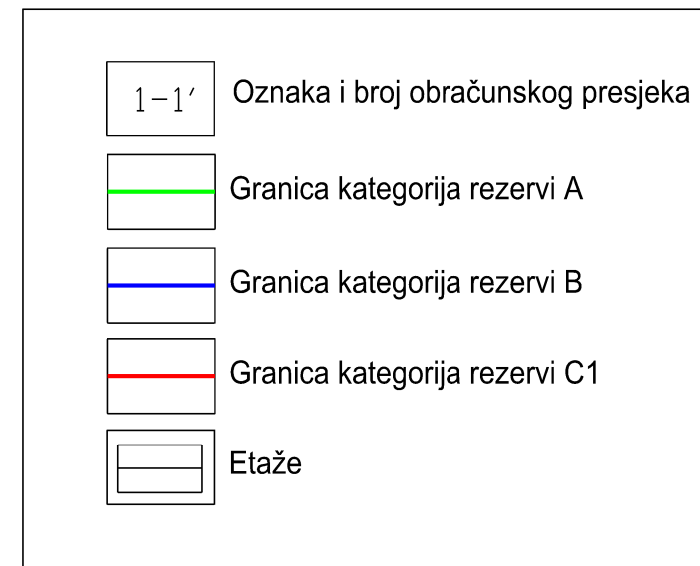 1-1′ Oznaka i broj obračunskog presjeka
Granica kategorija rezervi A
Granica kategorija rezervi B
Granica kategorija rezervi C1
Etaže